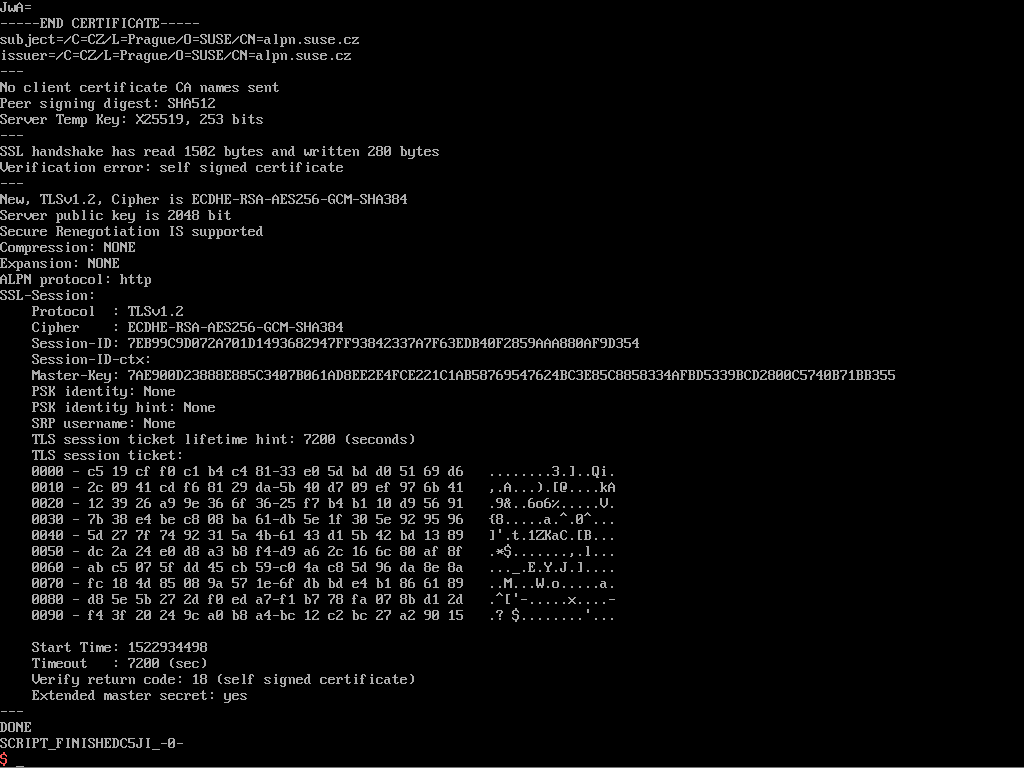 JwA=
-----END CERTIFICATE-----
subject=/C=CZ/L=Prague/O=SUSE/CN=alpn.suse.cz
issuer=/C=CZ/L=Prague/O=SUSE/CN=alpn.suse.cz
---
No client certificate CA names sent
Peer signing digest: SHA512
Server Temp Key: X25519, 253 bits
---
SSL handshake has read 1502 bytes and written 280 bytes
Verification error: self signed certificate
---
New, TLSv1.2, Cipher is ECDHE-RSA-AES256-GCM-SHA384
Server public key is 2048 bit
Secure Renegotiation IS supported
Compression: NONE
Expansion: NONE
ALPN protocol: http
SSL-Session:
    Protocol  : TLSv1.2
    Cipher    : ECDHE-RSA-AES256-GCM-SHA384
    Session-ID: 7EB99C9D072A701D1493682947FF93842337A7F63EDB40F2859AAA880AF9D354
    Session-ID-ctx:
    Master-Key: 7AE900D23888E885C3407B061AD8EE2E4FCE221C1AB58769547624BC3E85C8858334AFBD5339BCD2800C5740B71BB355
    PSK identity: None
    PSK identity hint: None
    SRP username: None
    TLS session ticket lifetime hint: 7200 (seconds)
    TLS session ticket:
    0000 - c5 19 cf f0 c1 b4 c4 81-33 e0 5d bd d0 51 69 d6   ........3.]..Qi.
    0010 - 2c 09 41 cd f6 81 29 da-5b 40 d7 09 ef 97 6b 41   ,.A...).[@....kA
    0020 - 12 39 26 a9 9e 36 6f 36-25 f7 b4 b1 10 d9 56 91   .9&..6o6%.....V.
    0030 - 7b 38 e4 be c8 08 ba 61-db 5e 1f 30 5e 92 95 96   {8.....a.^.0^...
    0040 - 5d 27 7f 74 92 31 5a 4b-61 43 d1 5b 42 bd 13 89   ]'.t.1ZKaC.[B...
    0050 - dc 2a 24 e0 d8 a3 b8 f4-d9 a6 2c 16 6c 80 af 8f   .*$.......,.l...
    0060 - ab c5 07 5f dd 45 cb 59-c0 4a c8 5d 96 da 8e 8a   ..._.E.Y.J.]....
    0070 - fc 18 4d 85 08 9a 57 1e-6f db bd e4 b1 86 61 89   ..M...W.o.....a.
    0080 - d8 5e 5b 27 2d f0 ed a7-f1 b7 78 fa 07 8b d1 2d   .^['-.....x....-
    0090 - f4 3f 20 24 9c a0 b8 a4-bc 12 c2 bc 27 a2 90 15   .? $........'...
    Start Time: 1522934498
    Timeout   : 7200 (sec)
    Verify return code: 18 (self signed certificate)
    Extended master secret: yes
---
DONE
SCRIPT_FINISHEDC5JI_-0-
$ _